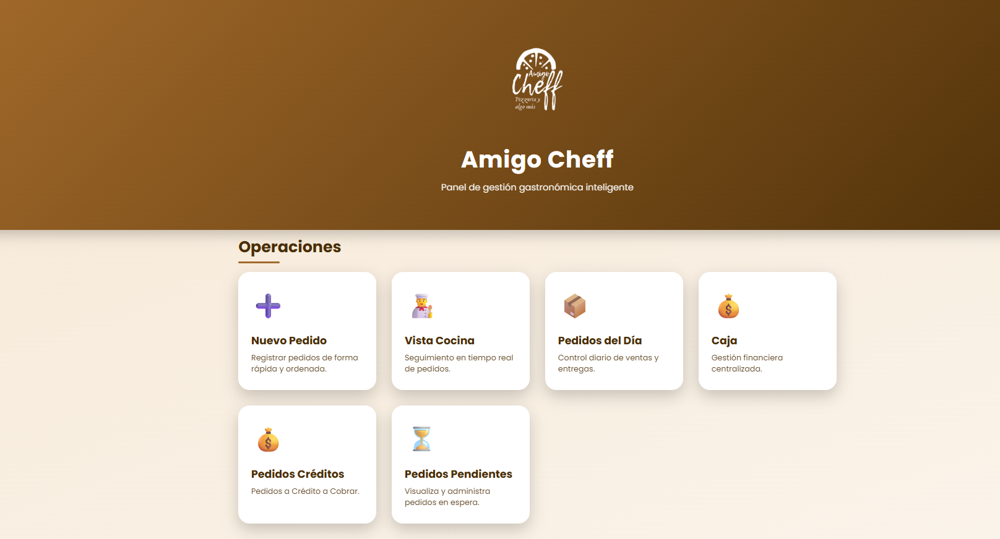 Amigo
Cheff
Pizzería y
algo más
Amigo Cheff
Panel de gestión gastronómica inteligente
Operaciones
Nuevo Pedido
Registrar pedidos de forma
rápida y ordenada.
Vista Cocina
Seguimiento en tiempo real
de pedidos.
Pedidos del Día
Control diario de ventas y
entregas.
Caja
Gestión financiera
centralizada.
Pedidos Créditos
Pedidos a Crédito a Cobrar.
Pedidos Pendientes
Visualiza y administra
pedidos en espera.